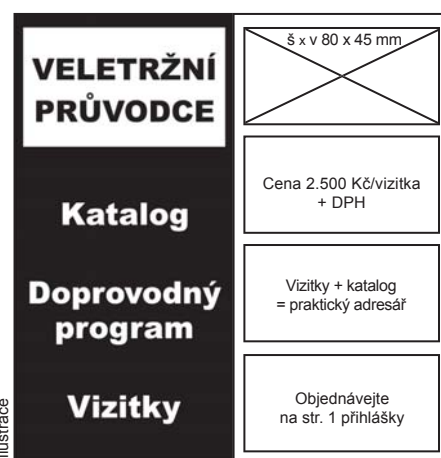 VELETRŽNÍ
PRŮVODCE
Katalog
Doprovodný
program
Vizitky
š x v 80 x 45 mm
Cena 2.500 Kč/vizitka
+ DPH
Vizitky + katalog
= praktický adresář
Objednávejte
na str. 1 přihlášky